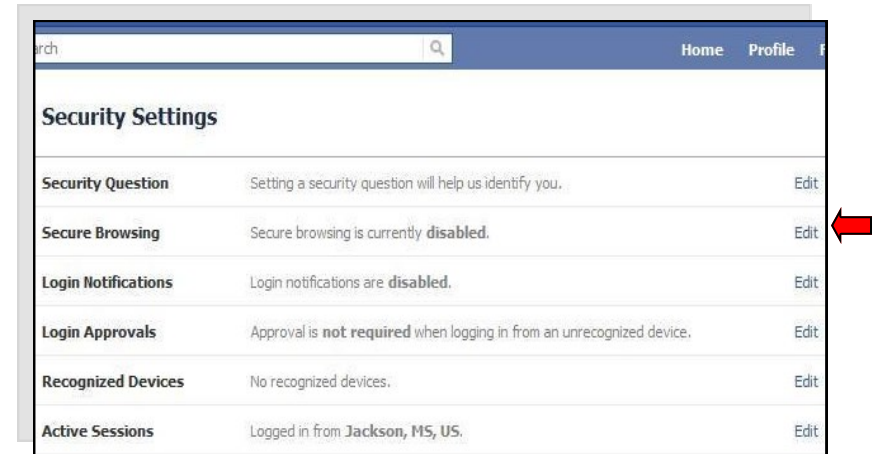 arch
Home Profile F
Security Settings
Security Question Setting a security question will help us identify you. Edit
Secure Browsing Secure browsing is currently disabled. Edit
Login Notifications Login notifications are disabled. Edit
Login Approvals Approval is not required when logging in from an unrecognized device. Edit
Recognized Devices No recognized devices. Edit
Active Sessions Logged in from Jackson, MS, US. Edit